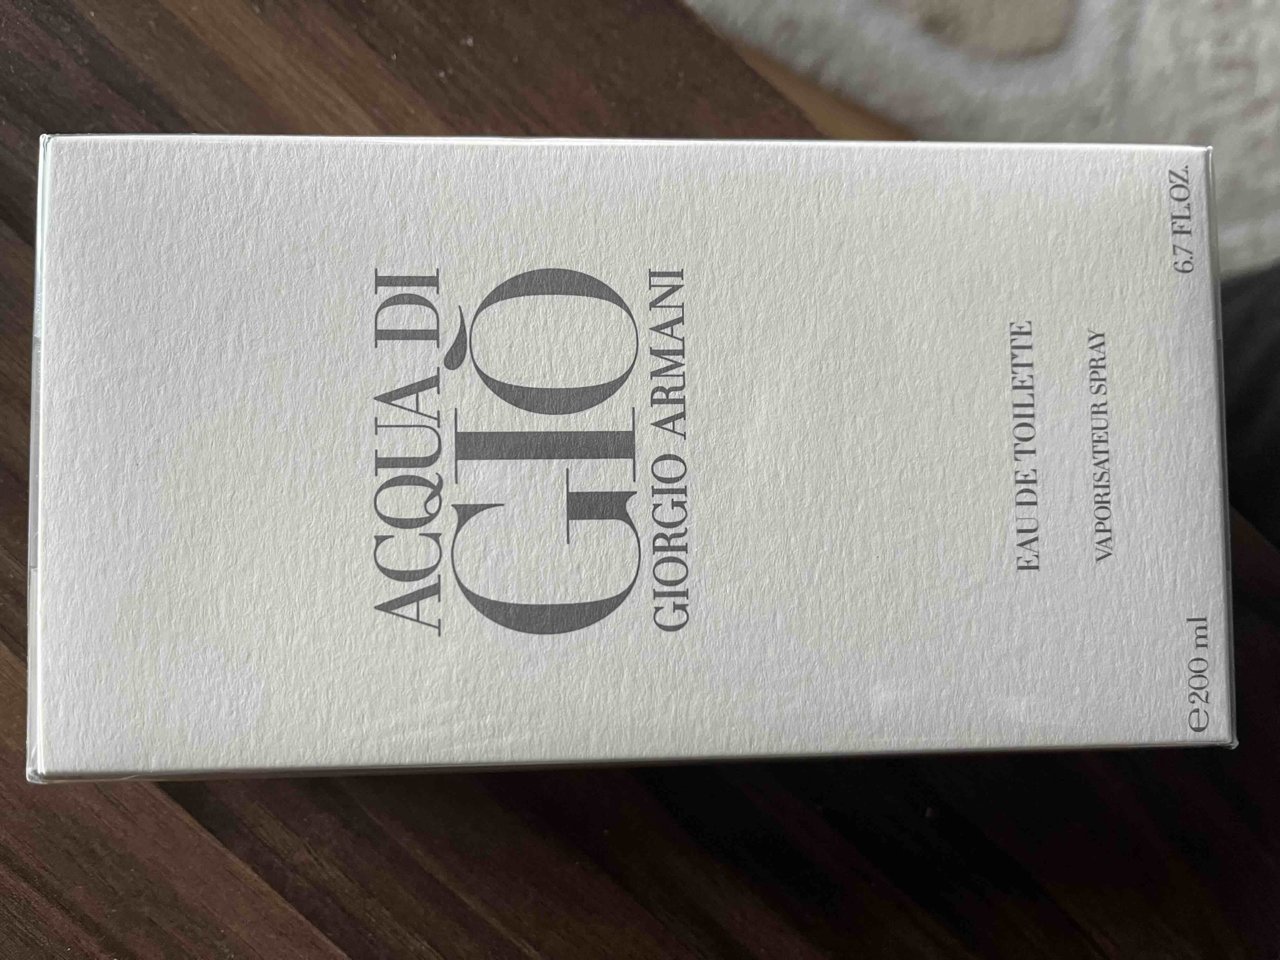 ACQUA DI
GIÒ
GIORGIO ARMANI
EAU DE TOILETTE
VAPORISATEUR SPRAY
℮200 ml 6.7 FL.OZ.